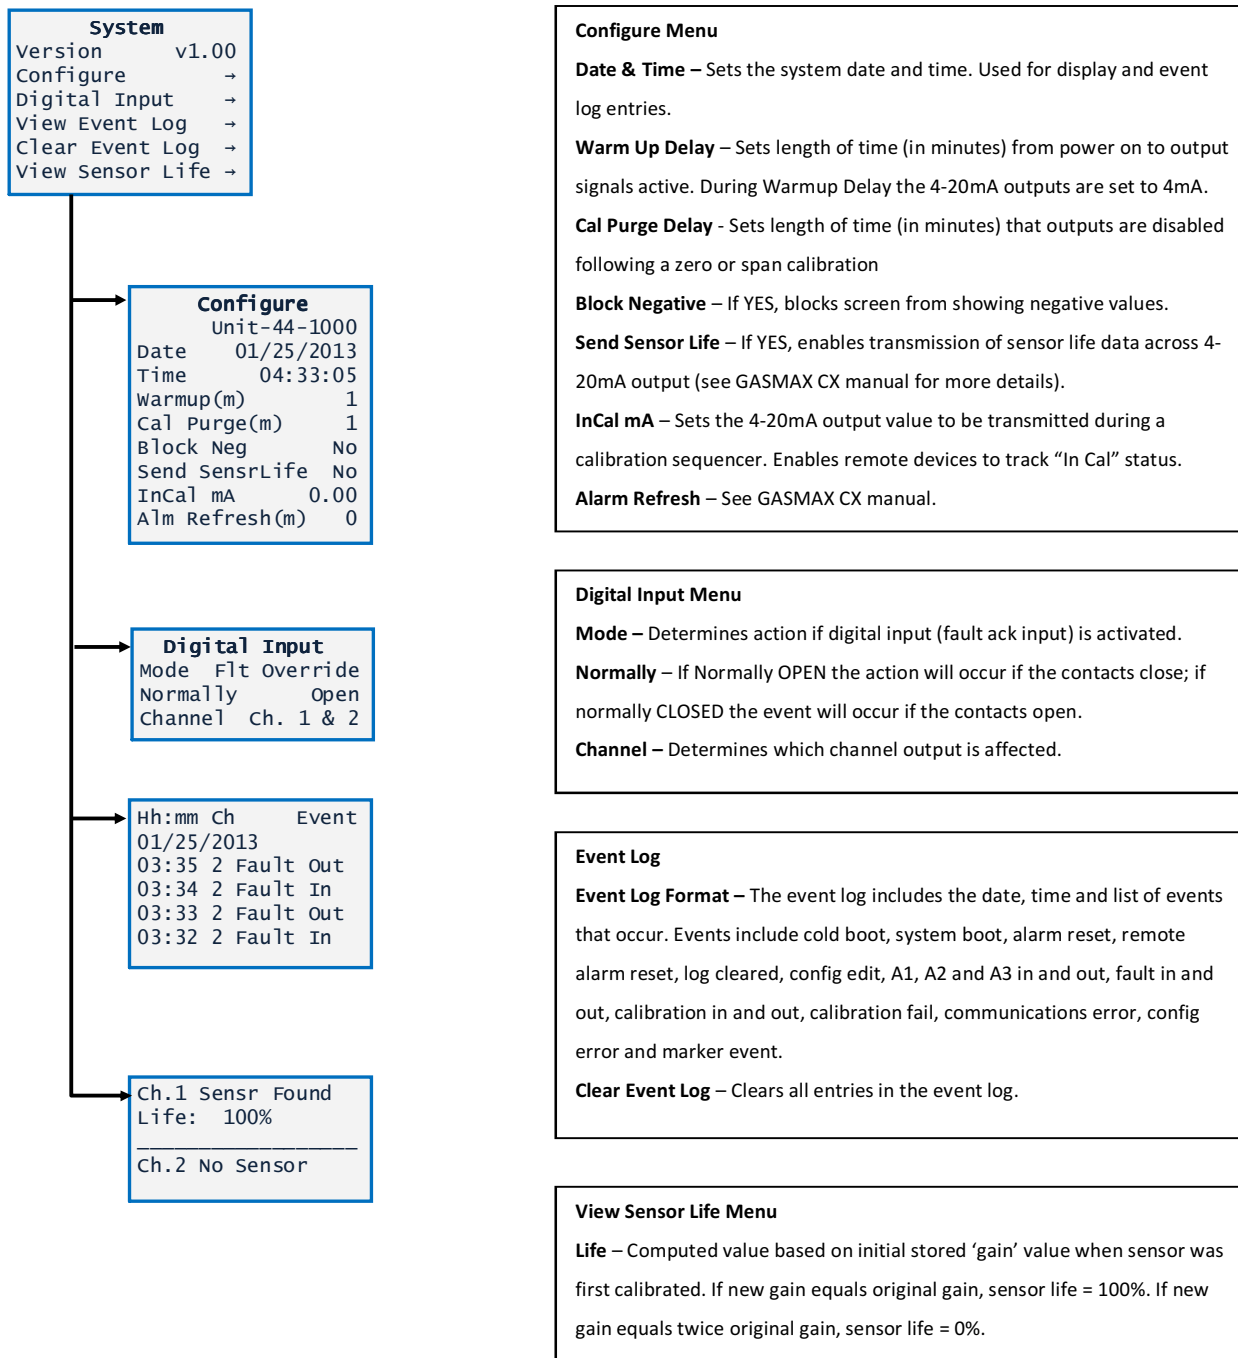 System
Version v1.00
Configure →
Digital Input →
View Event Log →
Clear Event Log →
View Sensor Life →
Configure
Unit-44-1000
Date 01/25/2013
Time 04:33:05
Warmup(m) 1
Cal Purge(m) 1
Block Neg No
Send SensrLife No
InCal mA 0.00
Alm Refresh(m) 0
Digital Input
Mode Flt Override
Normally Open
Channel Ch. 1 & 2
Hh:mm Ch Event
01/25/2013
03:35 2 Fault Out
03:34 2 Fault In
03:33 2 Fault Out
03:32 2 Fault In
Ch.1 Sensr Found
Life: 100%
Ch.2 No Sensor
Configure Menu
Date & Time – Sets the system date and time. Used for display and event
log entries.
Warm Up Delay – Sets length of time (in minutes) from power on to output
signals active. During Warmup Delay the 4-20mA outputs are set to 4mA.
Cal Purge Delay - Sets length of time (in minutes) that outputs are disabled
following a zero or span calibration
Block Negative – If YES, blocks screen from showing negative values.
Send Sensor Life – If YES, enables transmission of sensor life data across 4-
20mA output (see GASMAX CX manual for more details).
InCal mA – Sets the 4-20mA output value to be transmitted during a
calibration sequencer. Enables remote devices to track “In Cal” status.
Alarm Refresh – See GASMAX CX manual.
Digital Input Menu
Mode – Determines action if digital input (fault ack input) is activated.
Normally – If Normally OPEN the action will occur if the contacts close; if
normally CLOSED the event will occur if the contacts open.
Channel – Determines which channel output is affected.
Event Log
Event Log Format – The event log includes the date, time and list of events
that occur. Events include cold boot, system boot, alarm reset, remote
alarm reset, log cleared, config edit, A1, A2 and A3 in and out, fault in and
out, calibration in and out, calibration fail, communications error, config
error and marker event.
Clear Event Log – Clears all entries in the event log.
View Sensor Life Menu
Life – Computed value based on initial stored ‘gain’ value when sensor was
first calibrated. If new gain equals original gain, sensor life = 100%. If new
gain equals twice original gain, sensor life = 0%.